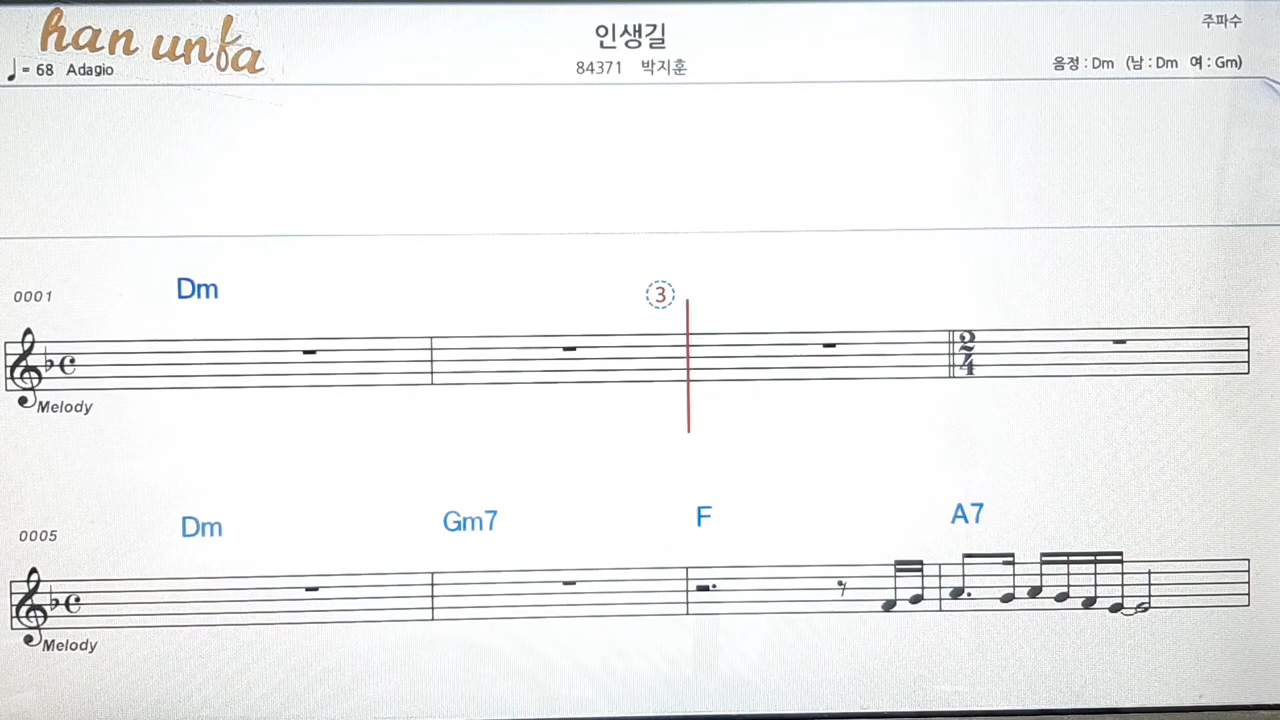 han unfa
인생길
주파수
♩ = 68 Adagio
84371 박지훈
음정 : Dm (남 : Dm 여 : Gm)
0001
Dm
3
2
4
Melody
0005
Dm
Gm7
F
A7
Melody